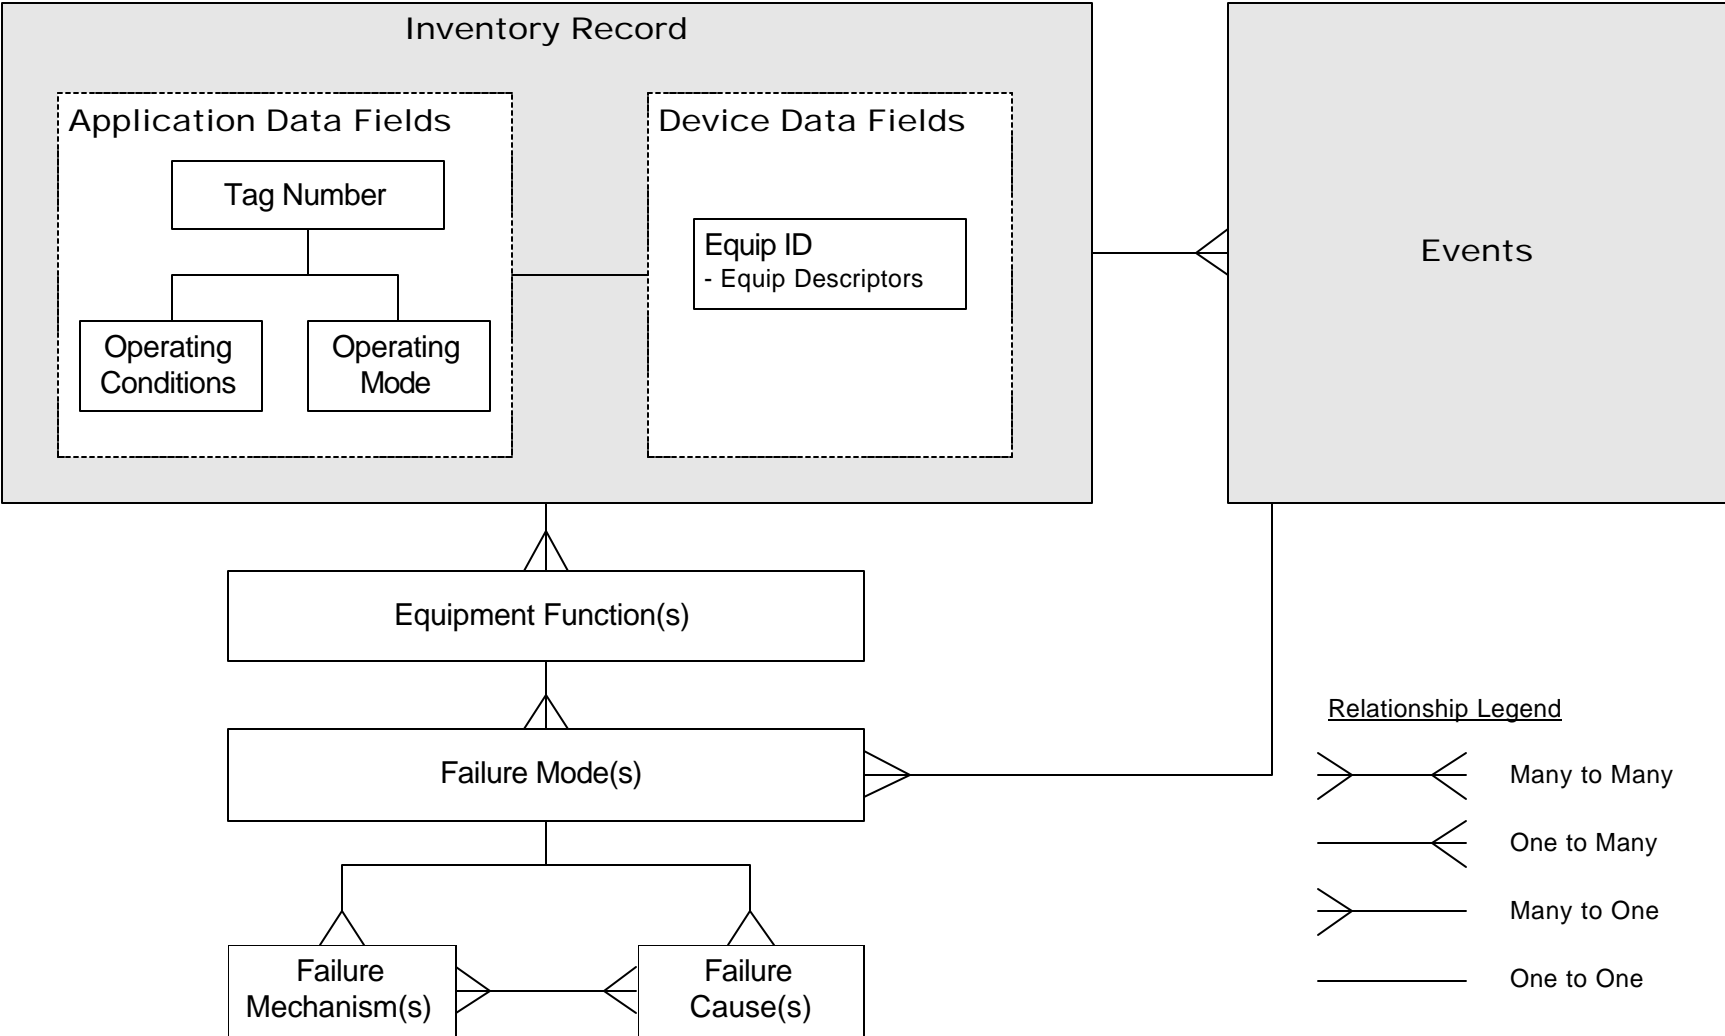 Inventory Record
Application Data Fields
Tag Number
Operating
Conditions
Operating
Mode
Device Data Fields
Equip ID
- Equip Descriptors
Events
Equipment Function(s)
Failure Mode(s)
Failure
Mechanism(s)
Failure
Cause(s)
Relationship Legend
Many to Many
One to Many
Many to One
One to One